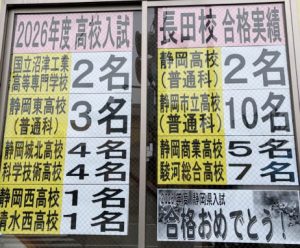 2026年度 高校入試
国立沼津工業
高等専門学校 2名
静岡東高校
(普通科) 3名
静岡城北高校 4名
科学技術高校 4名
静岡西高校 1名
清水西高校 1名
長田校 合格実績
静岡高校
(普通科) 2名
静岡市立高校
(普通科) 10名
静岡商業高校 5名
駿河総合高校 7名
静岡県入試
合格おめでとう!